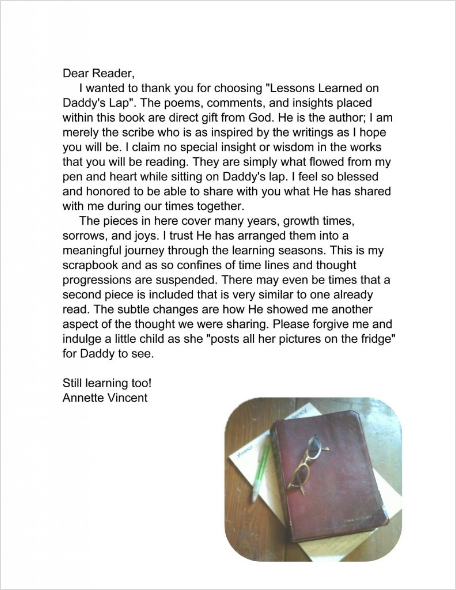 Dear Reader,
I wanted to thank you for choosing "Lessons Learned on
Daddy's Lap". The poems, comments, and insights placed
within this book are direct gift from God. He is the author; I am
merely the scribe who is as inspired by the writings as I hope
you will be. I claim no special insight or wisdom in the works
that you will be reading. They are simply what flowed from my
pen and heart while sitting on Daddy's lap. I feel so blessed
and honored to be able to share with you what He has shared
with me during our times together.
The pieces in here cover many years, growth times,
sorrows, and joys. I trust He has arranged them into a
meaningful journey through the learning seasons. This is my
scrapbook and as so confines of time lines and thought
progressions are suspended. There may even be times that a
second piece is included that is very similar to one already
read. The subtle changes are how He showed me another
aspect of the thought we were sharing. Please forgive me and
indulge a little child as she "posts all her pictures on the fridge"
for Daddy to see.
Still learning too!
Annette Vincent